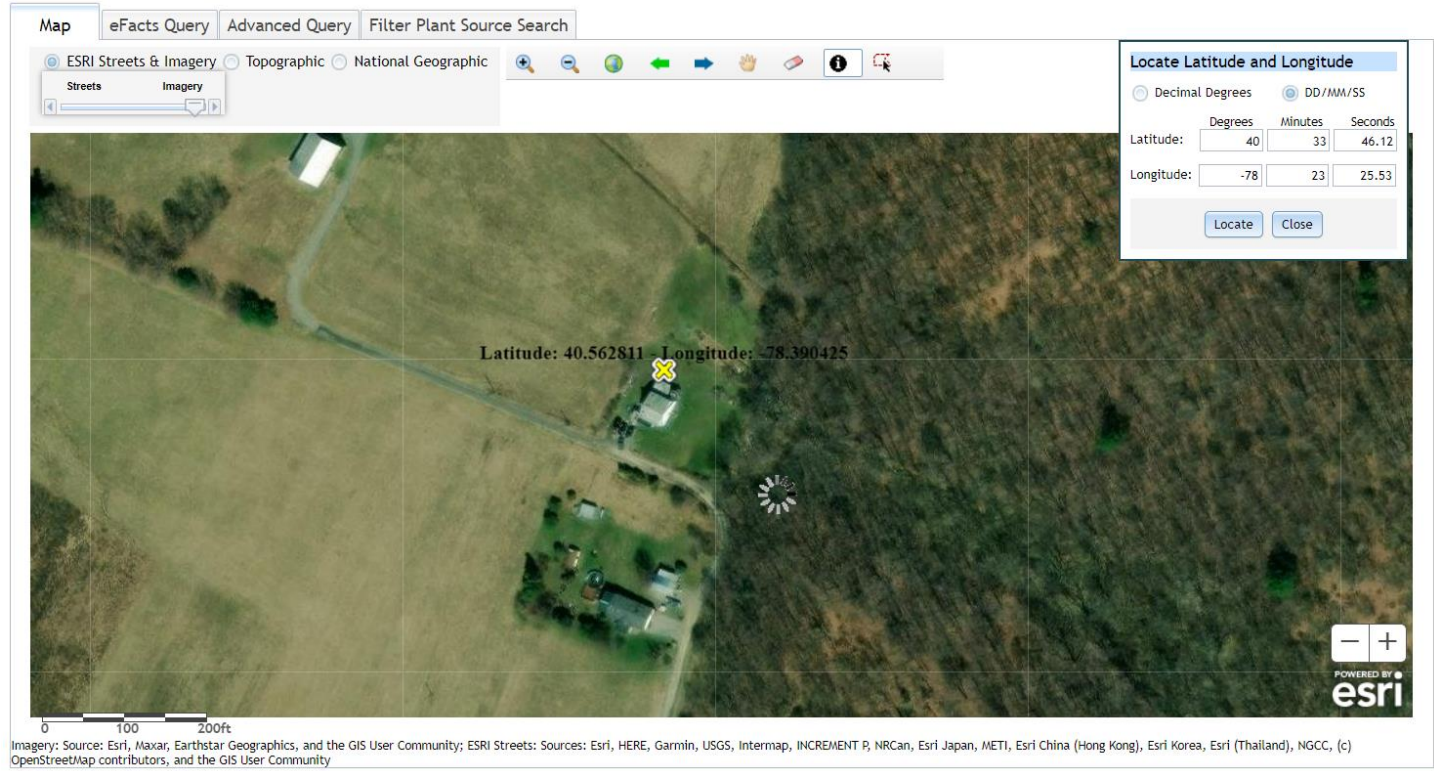 Map eFacts Query Advanced Query Filter Plant Source Search
ESRI Streets & Imagery Topographic National Geographic
Streets Imagery
Locate Latitude and Longitude
Decimal Degrees DD/MM/SS
Degrees Minutes Seconds
Latitude: 40 33 46.12
Longitude: -78 23 25.53
Locate Close
Latitude: 40.562811 - Longitude: -78.390425
POWERED BY
esri
0 100 200ft
Imagery: Source: Esri, Maxar, Earthstar Geographics, and the GIS User Community; ESRI Streets: Sources: Esri, HERE, Garmin, USGS, Intermap, INCREMENT P, NRCan, Esri Japan, METI, Esri China (Hong Kong), Esri Korea, Esri (Thailand), NGCC, (c)
OpenStreetMap contributors, and the GIS User Community